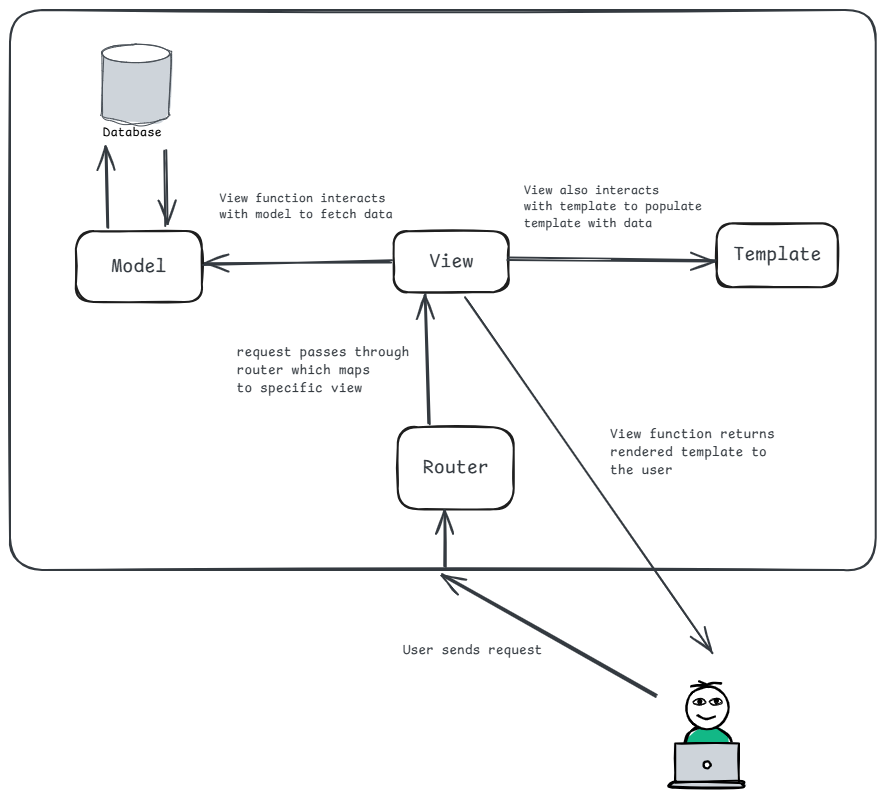 Database
View function interacts
with model to fetch data
View also interacts
with template to populate
template with data
Model
View
Template
request passes through
router which maps
to specific view
Router
View function returns
rendered template to
the user
User sends request